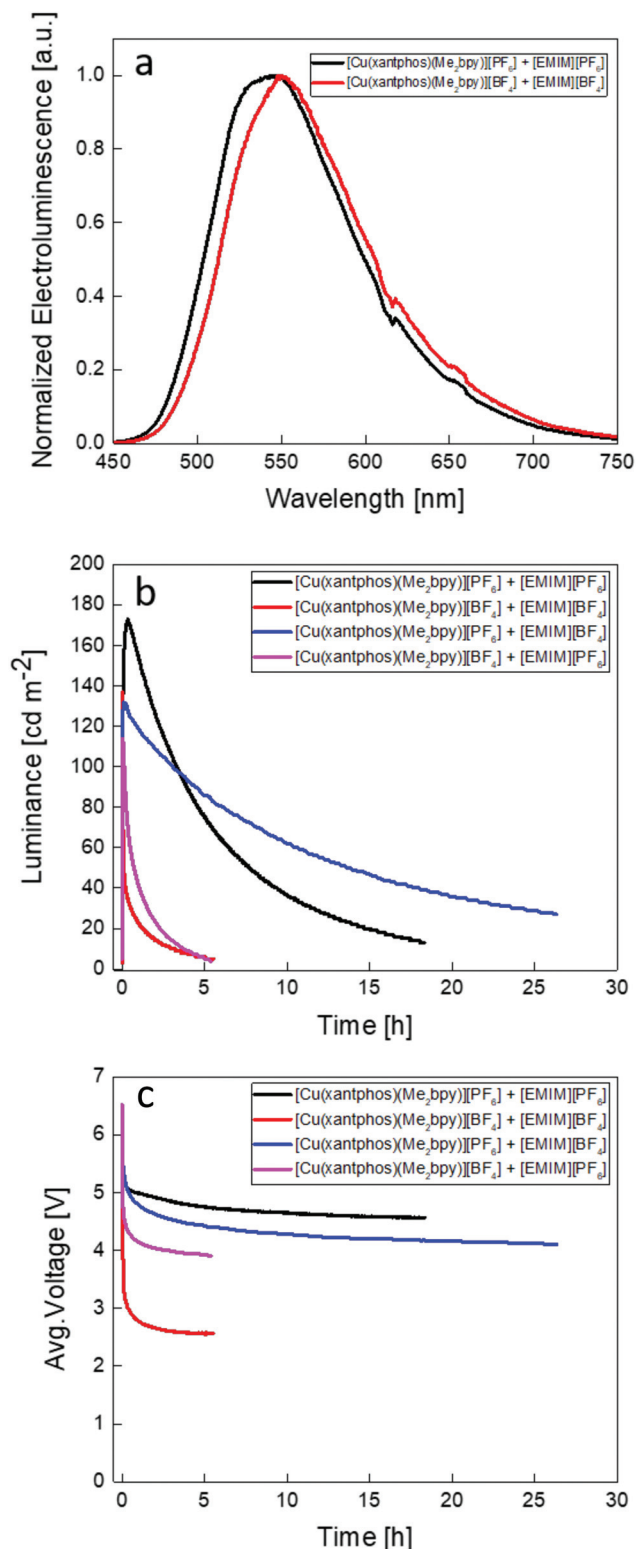 a
[Cu(xantphos)(Me₂bpy)][PF₆] + [EMIM][PF₆]
[Cu(xantphos)(Me₂bpy)][BF₄] + [EMIM][BF₄]
Normalized Electroluminescence [a.u.]
1.0
0.8
0.6
0.4
0.2
0.0
450 500 550 600 650 700 750
Wavelength [nm]
b
[Cu(xantphos)(Me₂bpy)][PF₆] + [EMIM][PF₆]
[Cu(xantphos)(Me₂bpy)][BF₄] + [EMIM][BF₄]
[Cu(xantphos)(Me₂bpy)][PF₆] + [EMIM][BF₄]
[Cu(xantphos)(Me₂bpy)][BF₄] + [EMIM][PF₆]
Luminance [cd m⁻²]
200
180
160
140
120
100
80
60
40
20
0
0 5 10 15 20 25 30
Time [h]
c
[Cu(xantphos)(Me₂bpy)][PF₆] + [EMIM][PF₆]
[Cu(xantphos)(Me₂bpy)][BF₄] + [EMIM][BF₄]
[Cu(xantphos)(Me₂bpy)][PF₆] + [EMIM][BF₄]
[Cu(xantphos)(Me₂bpy)][BF₄] + [EMIM][PF₆]
Avg.Voltage [V]
7
6
5
4
3
2
1
0
0 5 10 15 20 25 30
Time [h]